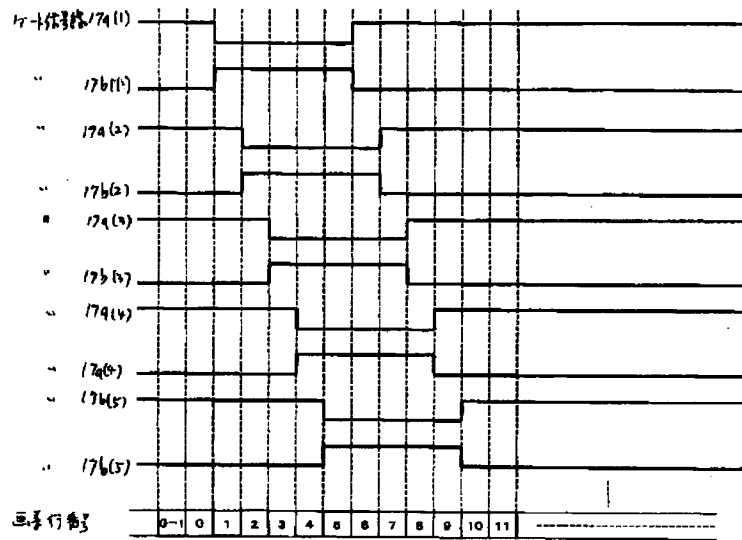 ゲート信号線17a(1)
〃 17b(1)
〃 17a(2)
〃 17b(2)
〃 17a(3)
〃 17b(3)
〃 17a(4)
〃 17a(4)
〃 17b(5)
〃 17b(5)
画素行番号 0-1 0 1 2 3 4 5 6 7 8 9 10 11